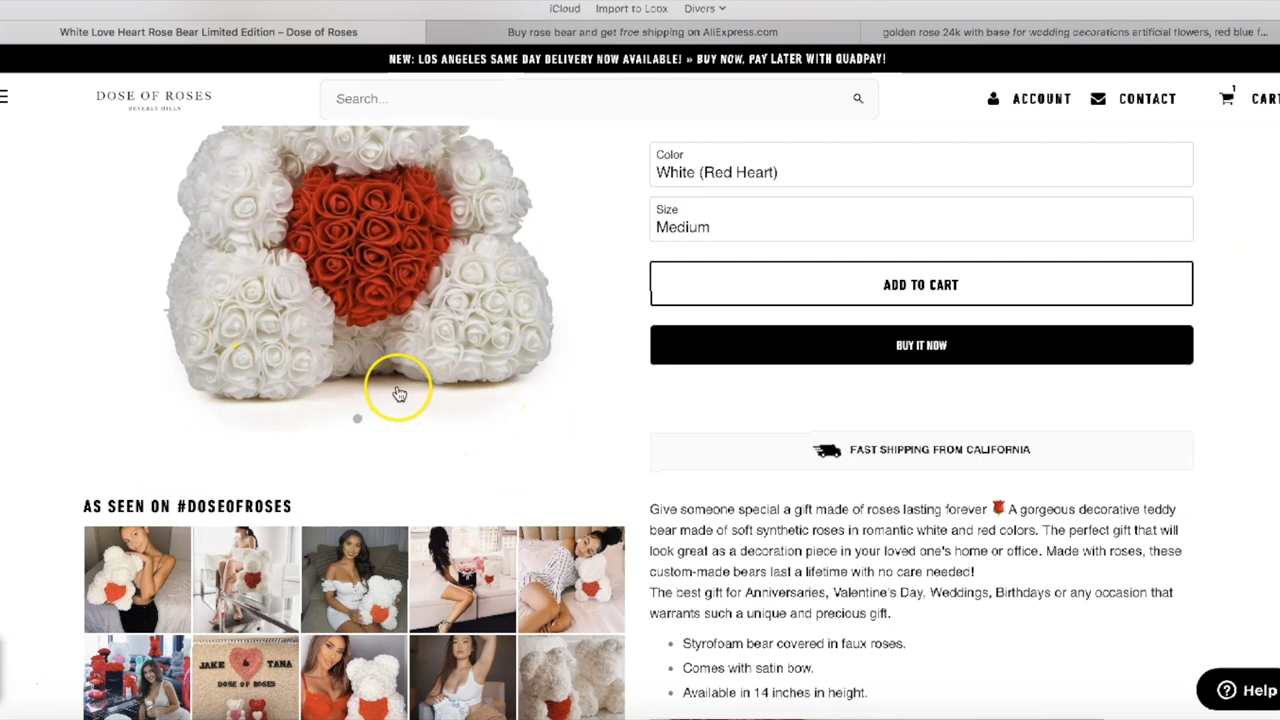 iCloud Import to Loox Divers
White Love Heart Rose Bear Limited Edition – Dose of Roses
Buy rose bear and get free shipping on AliExpress.com
golden rose 24k with base for wedding decorations artificial flowers, red blue f...
NEW: LOS ANGELES SAME DAY DELIVERY NOW AVAILABLE! » BUY NOW, PAY LATER WITH QUADPAY!
DOSE OF ROSES
BEVERLY HILLS
Search...
ACCOUNT
CONTACT
1
CART
Color
White (Red Heart)
Size
Medium
ADD TO CART
BUY IT NOW
FAST SHIPPING FROM CALIFORNIA
AS SEEN ON #DOSEOFROSES
JAKE & TANA
DOSE OF ROSES
Give someone special a gift made of roses lasting forever 🌹 A gorgeous decorative teddy
bear made of soft synthetic roses in romantic white and red colors. The perfect gift that will
look great as a decoration piece in your loved one's home or office. Made with roses, these
custom-made bears last a lifetime with no care needed!
The best gift for Anniversaries, Valentine's Day, Weddings, Birthdays or any occasion that
warrants such a unique and precious gift.
• Styrofoam bear covered in faux roses.
• Comes with satin bow.
• Available in 14 inches in height.
Help